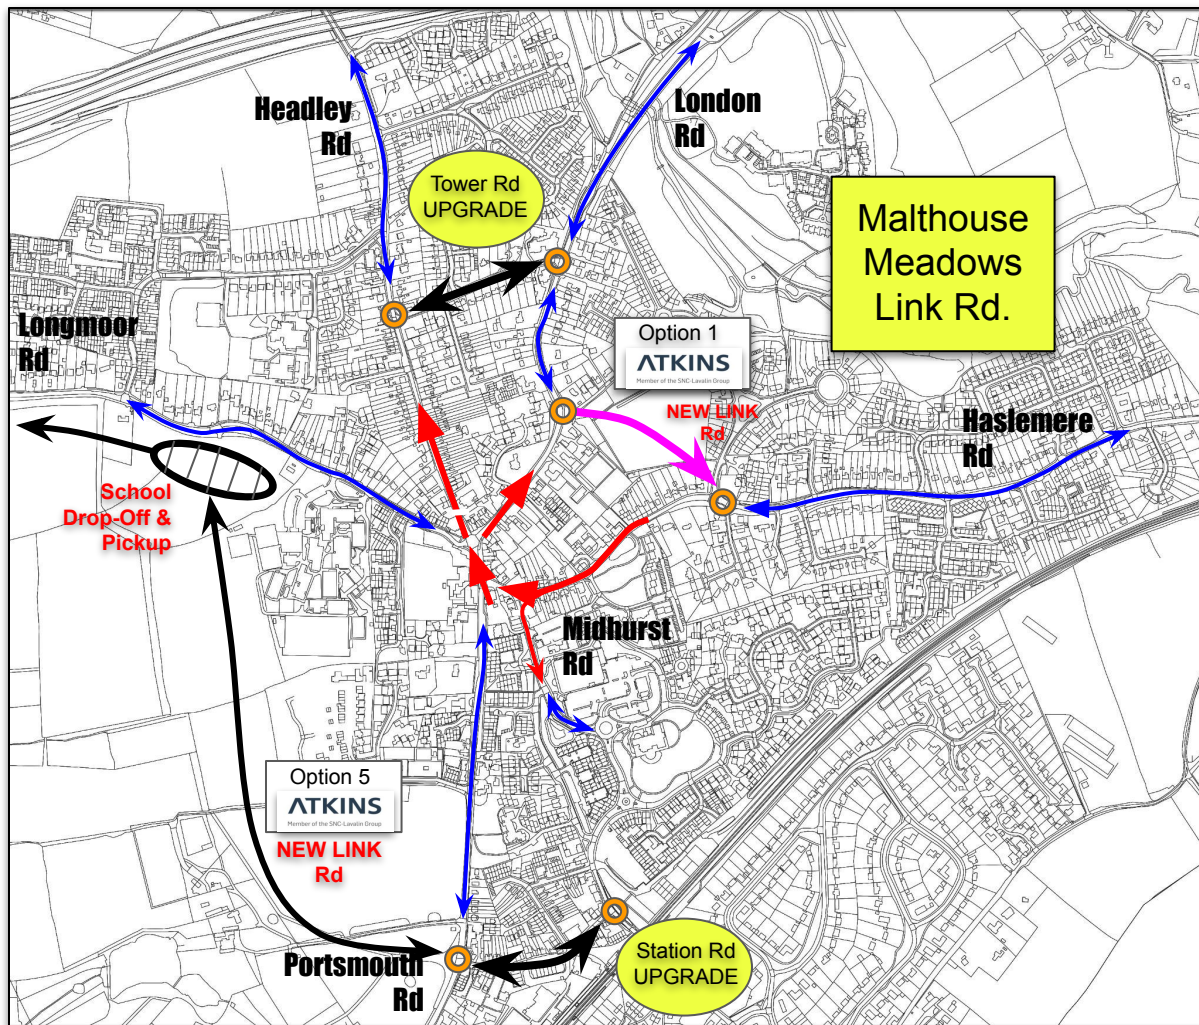 Headley
Rd
London
Rd
Tower Rd
UPGRADE
Malthouse
Meadows
Link Rd.
Longmoor
Rd
Option 1
ATKINS
Member of the SNC-Lavalin Group
NEW LINK
Rd
Haslemere
Rd
School
Drop-Off &
Pickup
Midhurst
Rd
Option 5
ATKINS
Member of the SNC-Lavalin Group
NEW LINK
Rd
Portsmouth
Rd
Station Rd
UPGRADE